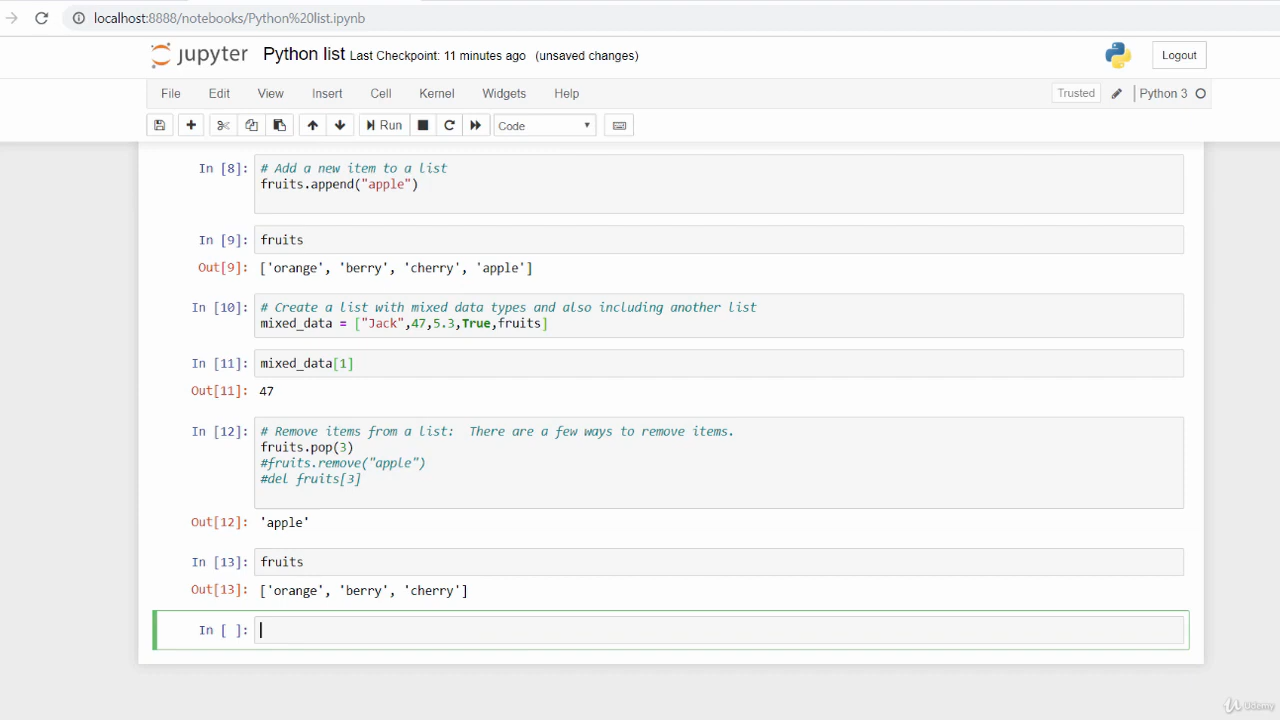 localhost:8888/notebooks/Python%20list.ipynb
jupyter Python list Last Checkpoint: 11 minutes ago (unsaved changes) Logout
File Edit View Insert Cell Kernel Widgets Help Trusted Python 3
Run Code
In [8]: # Add a new item to a list
fruits.append("apple")
In [9]: fruits
Out[9]: ['orange', 'berry', 'cherry', 'apple']
In [10]: # Create a list with mixed data types and also including another list
mixed_data = ["Jack",47,5.3,True,fruits]
In [11]: mixed_data[1]
Out[11]: 47
In [12]: # Remove items from a list:  There are a few ways to remove items.
fruits.pop(3)
#fruits.remove("apple")
#del fruits[3]
Out[12]: 'apple'
In [13]: fruits
Out[13]: ['orange', 'berry', 'cherry']
In [ ]:
Udemy